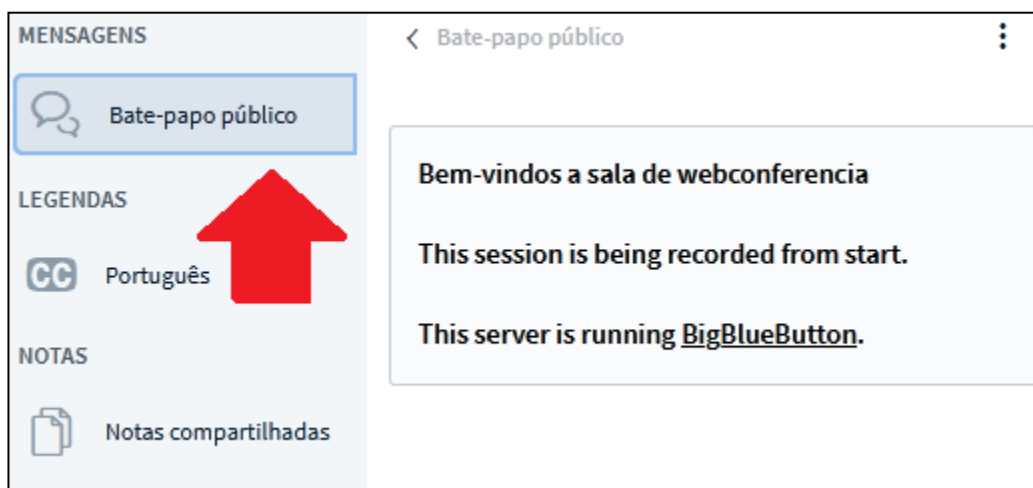 MENSAGENS
Bate-papo público
LEGENDAS
CC Português
NOTAS
Notas compartilhadas
Bate-papo público
Bem-vindos a sala de webconferencia
This session is being recorded from start.
This server is running BigBlueButton.